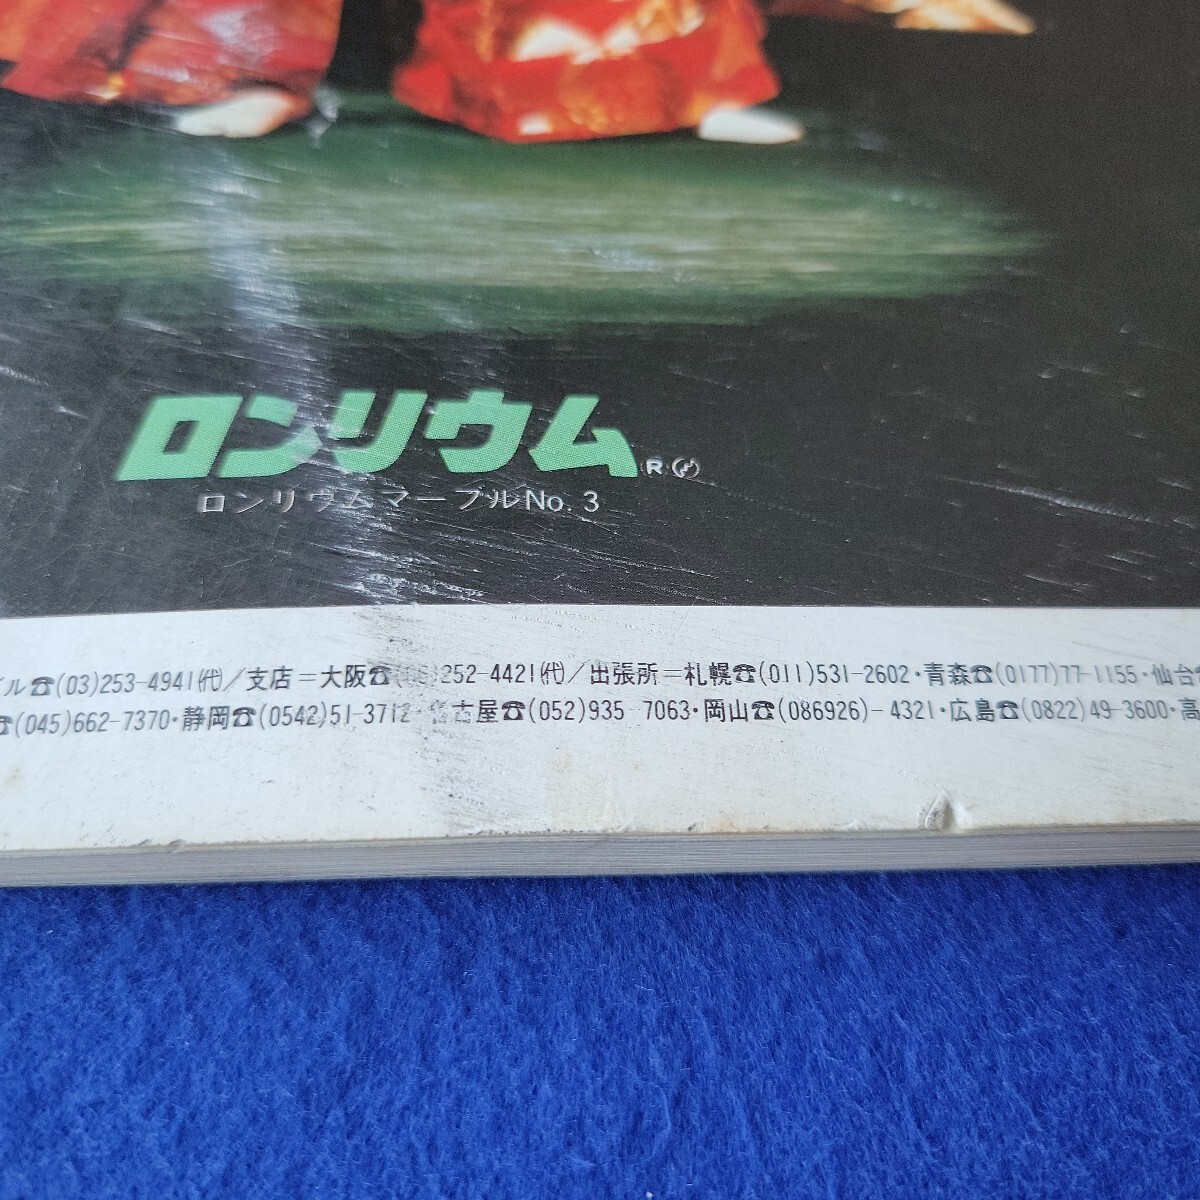 ロンリウム®
ロンリウムマーブルNo. 3
ル☎(03)253-4941(代)/支店=大阪☎(06)252-4421(代)/出張所=札幌☎(011)531-2602・青森☎(0177)77-1155・仙台
☎(045)662-7370・静岡☎(0542)51-3712・名古屋☎(052)935 7063・岡山☎(086926)-4321・広島☎(0822)49-3600・高